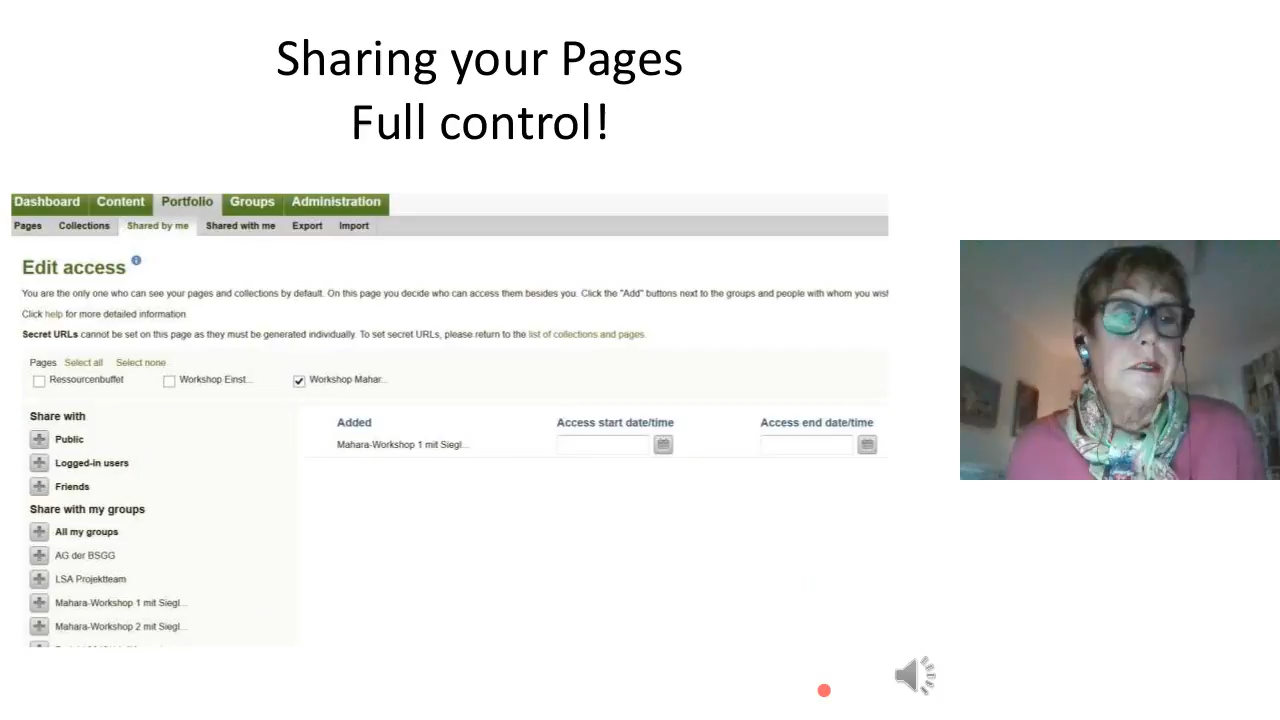 Sharing your Pages
Full control!
Dashboard Content Portfolio Groups Administration
Pages Collections Shared by me Shared with me Export Import
Edit access
You are the only one who can see your pages and collections by default. On this page you decide who can access them besides you. Click the "Add" buttons next to the groups and people with whom you wish
Click help for more detailed information
Secret URLs cannot be set on this page as they must be generated individually. To set secret URLs, please return to the list of collections and pages.
Pages Select all Select none
Ressourcenbuffet Workshop Einst... Workshop Mahar...
Share with
Added Access start date/time Access end date/time
Public
Mahara-Workshop 1 mit Siegl...
Logged-in users
Friends
Share with my groups
All my groups
AG der BSGG
LSA Projektteam
Mahara-Workshop 1 mit Siegl...
Mahara-Workshop 2 mit Siegl...